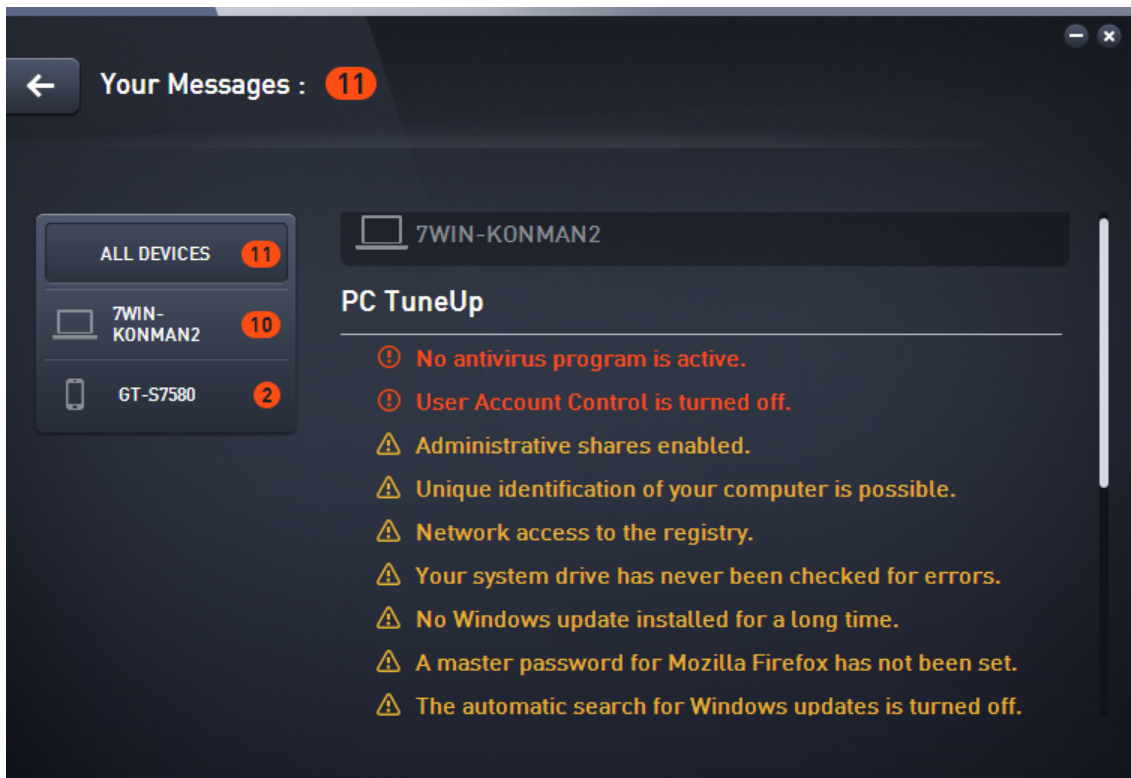 Your Messages : 11
ALL DEVICES 11
7WIN-
KONMAN2 10
GT-S7580 2
7WIN-KONMAN2
PC TuneUp
No antivirus program is active.
User Account Control is turned off.
Administrative shares enabled.
Unique identification of your computer is possible.
Network access to the registry.
Your system drive has never been checked for errors.
No Windows update installed for a long time.
A master password for Mozilla Firefox has not been set.
The automatic search for Windows updates is turned off.